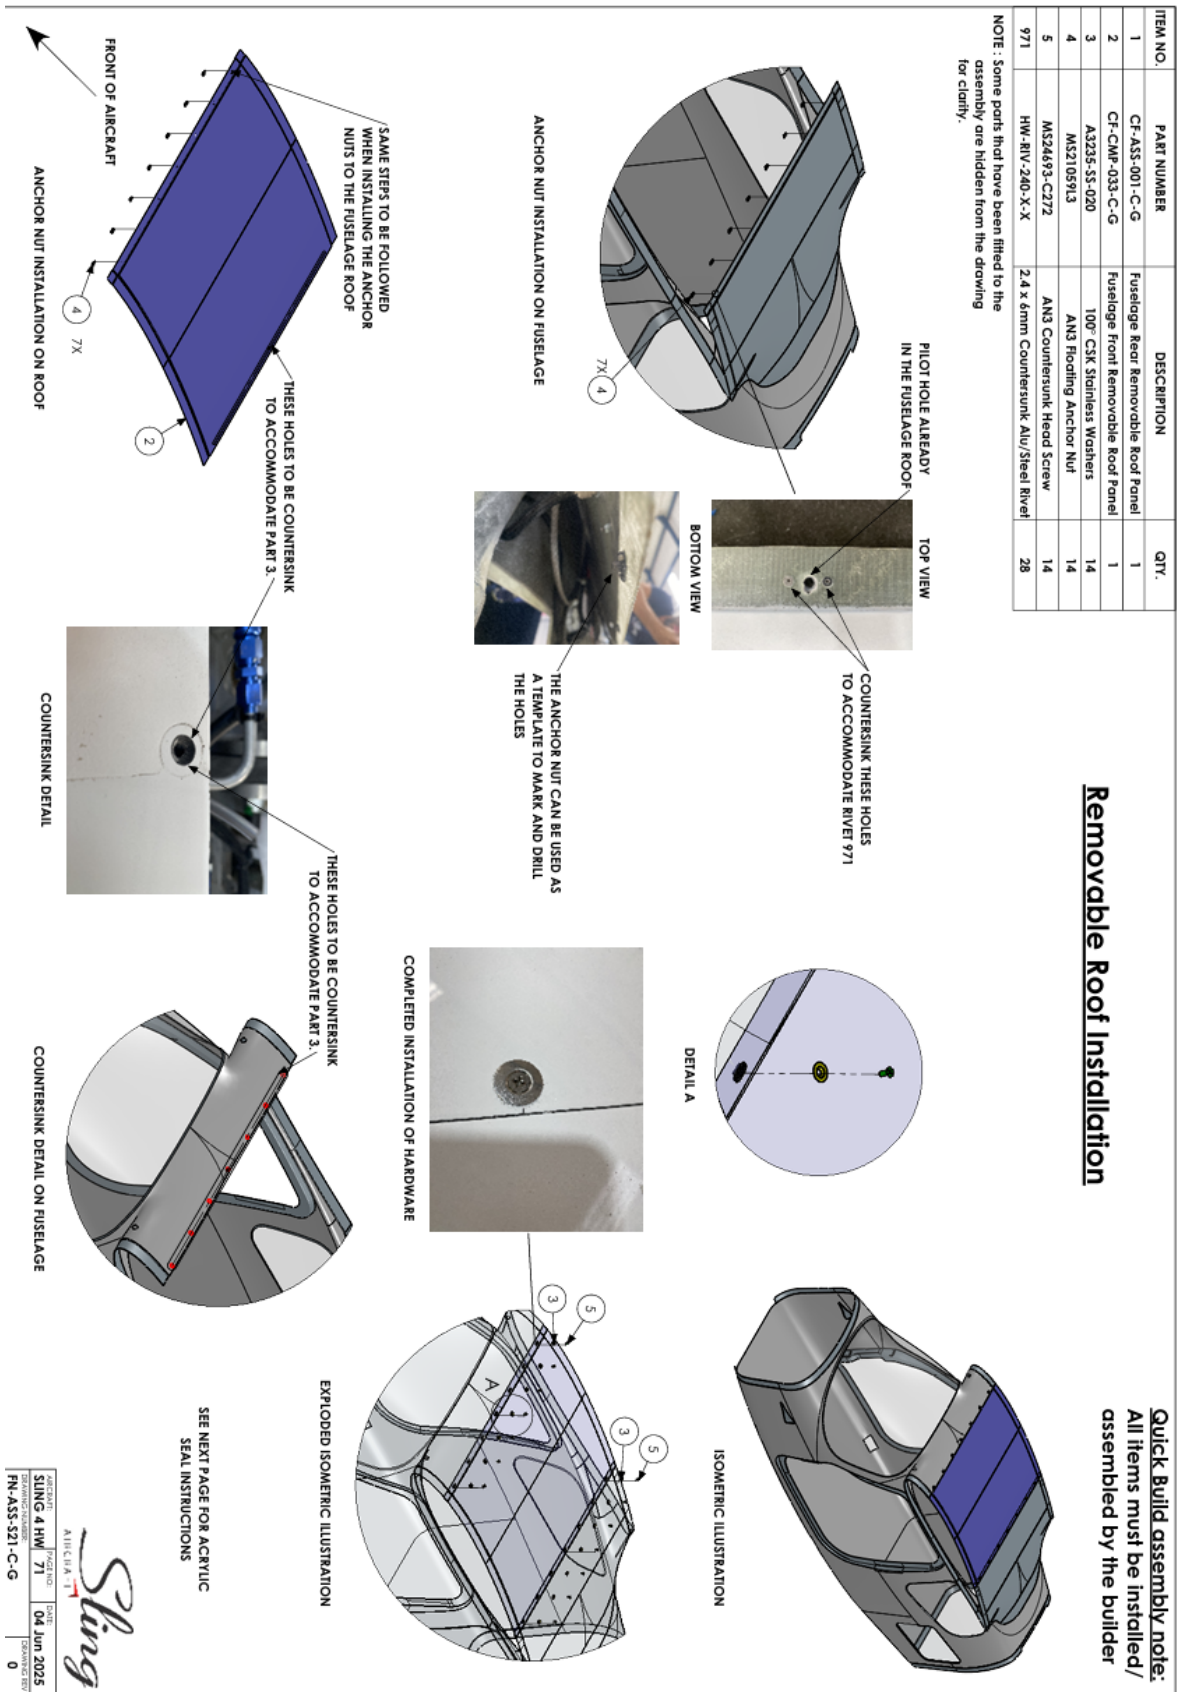 Removable Roof Installation
Quick Build assembly note:
All items must be installed/
assembled by the builder
ITEM NO. PART NUMBER DESCRIPTION QTY.
1 CF-ASS-001-C-G Fuselage Rear Removable Roof Panel 1
2 CF-CMP-033-C-G Fuselage Front Removable Roof Panel 1
3 A3235-SS-020 100° CSK Stainless Washers 14
4 MS21059L3 AN3 Floating Anchor Nut 14
5 MS24693-C272 AN3 Countersunk Head Screw 14
971 HW-RIV-240-X-X 2.4 x 6mm Countersunk Alu/Steel Rivet 28
NOTE : Some parts that have been fitted to the
assembly are hidden from the drawing
for clarity.
PILOT HOLE ALREADY
IN THE FUSELAGE ROOF
TOP VIEW
COUNTERSINK THESE HOLES
TO ACCOMMODATE RIVET 971
BOTTOM VIEW
THE ANCHOR NUT CAN BE USED AS
A TEMPLATE TO MARK AND DRILL
THE HOLES
7X 4
ANCHOR NUT INSTALLATION ON FUSELAGE
DETAIL A
ISOMETRIC ILLUSTRATION
SAME STEPS TO BE FOLLOWED
WHEN INSTALLING THE ANCHOR
NUTS TO THE FUSELAGE ROOF
THESE HOLES TO BE COUNTERSINK
TO ACCOMMODATE PART 3.
2
4 7X
FRONT OF AIRCRAFT
ANCHOR NUT INSTALLATION ON ROOF
COUNTERSINK DETAIL
THESE HOLES TO BE COUNTERSINK
TO ACCOMMODATE PART 3.
COMPLETED INSTALLATION OF HARDWARE
COUNTERSINK DETAIL ON FUSELAGE
3
5
3
5
A
EXPLODED ISOMETRIC ILLUSTRATION
SEE NEXT PAGE FOR ACRYLIC
SEAL INSTRUCTIONS
Sling
AIRCRAFT: PAGE NO: DATE:
SLING 4 HW 71 04 Jun 2025
DRAWING NUMBER: DRAWING REV
FN-ASS-S21-C-G 0